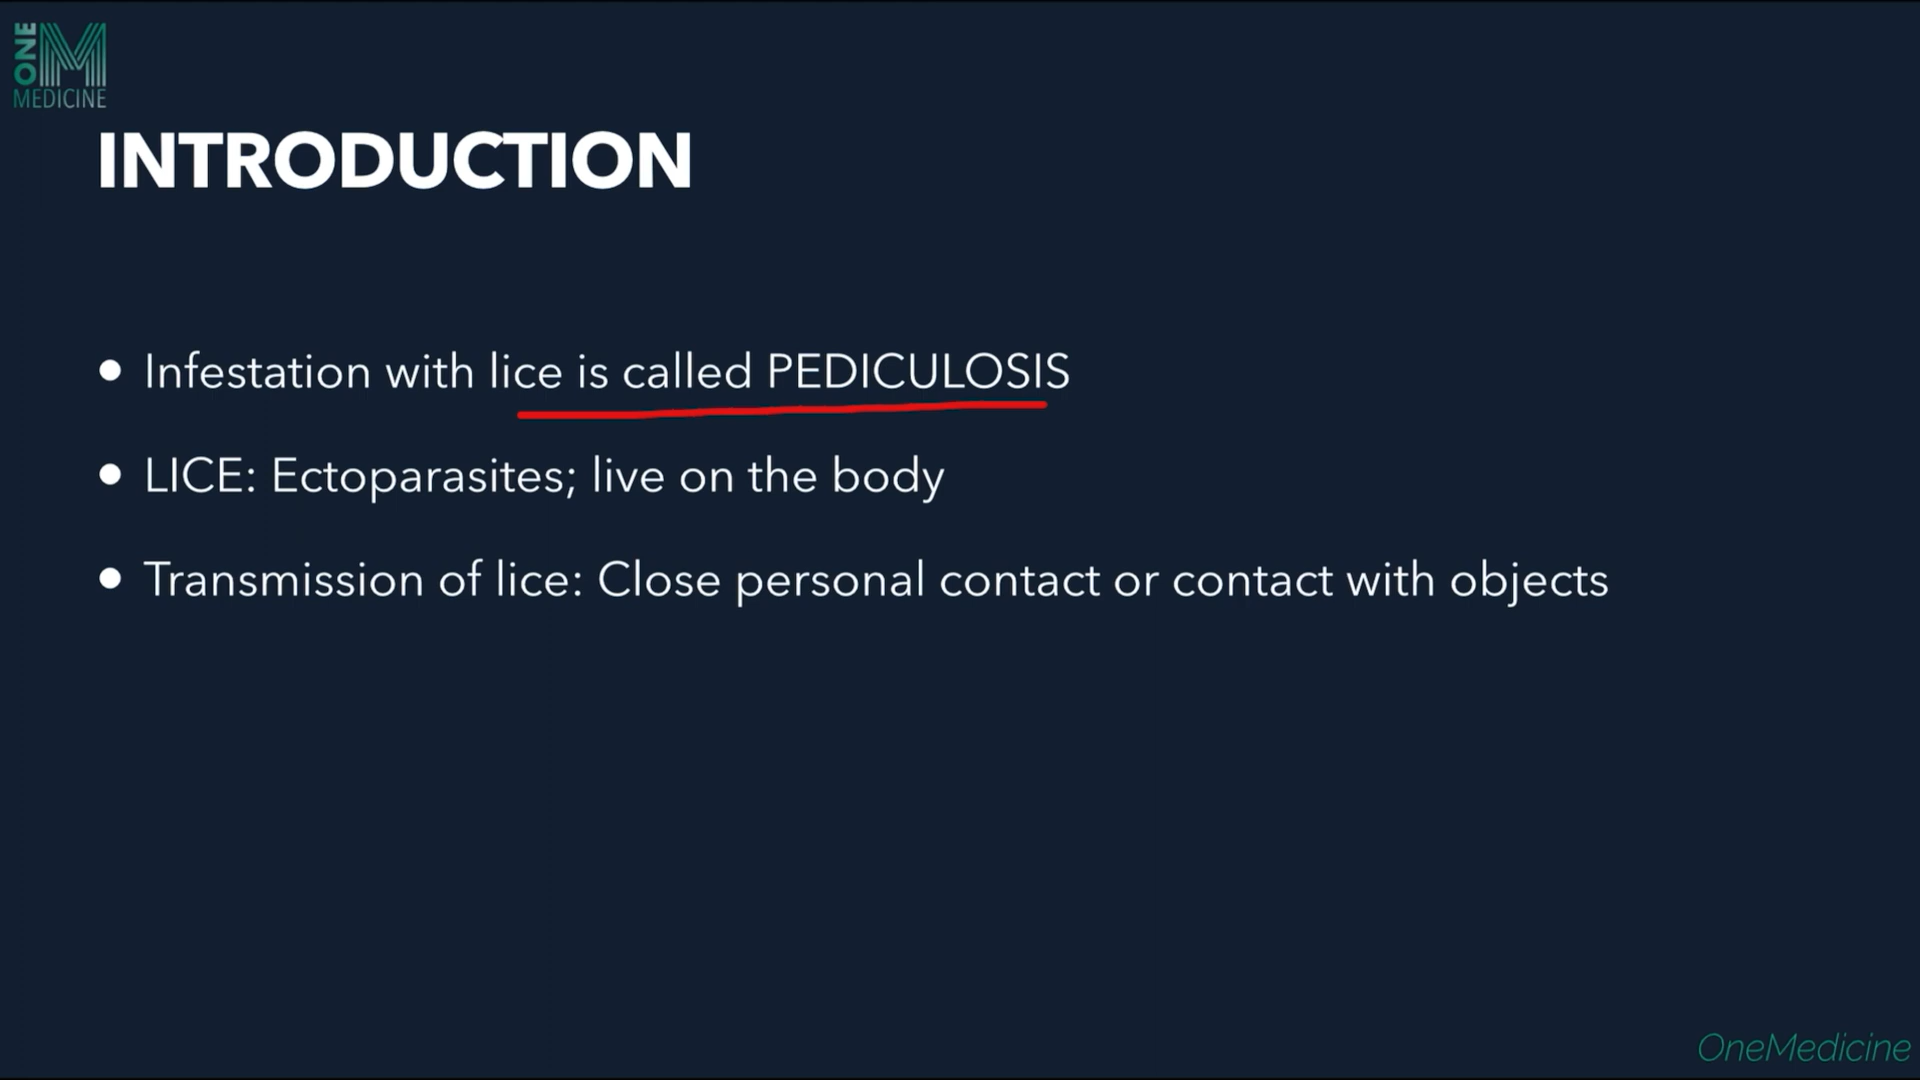 ONE M
MEDICINE
INTRODUCTION
• Infestation with lice is called PEDICULOSIS
• LICE: Ectoparasites; live on the body
• Transmission of lice: Close personal contact or contact with objects
OneMedicine